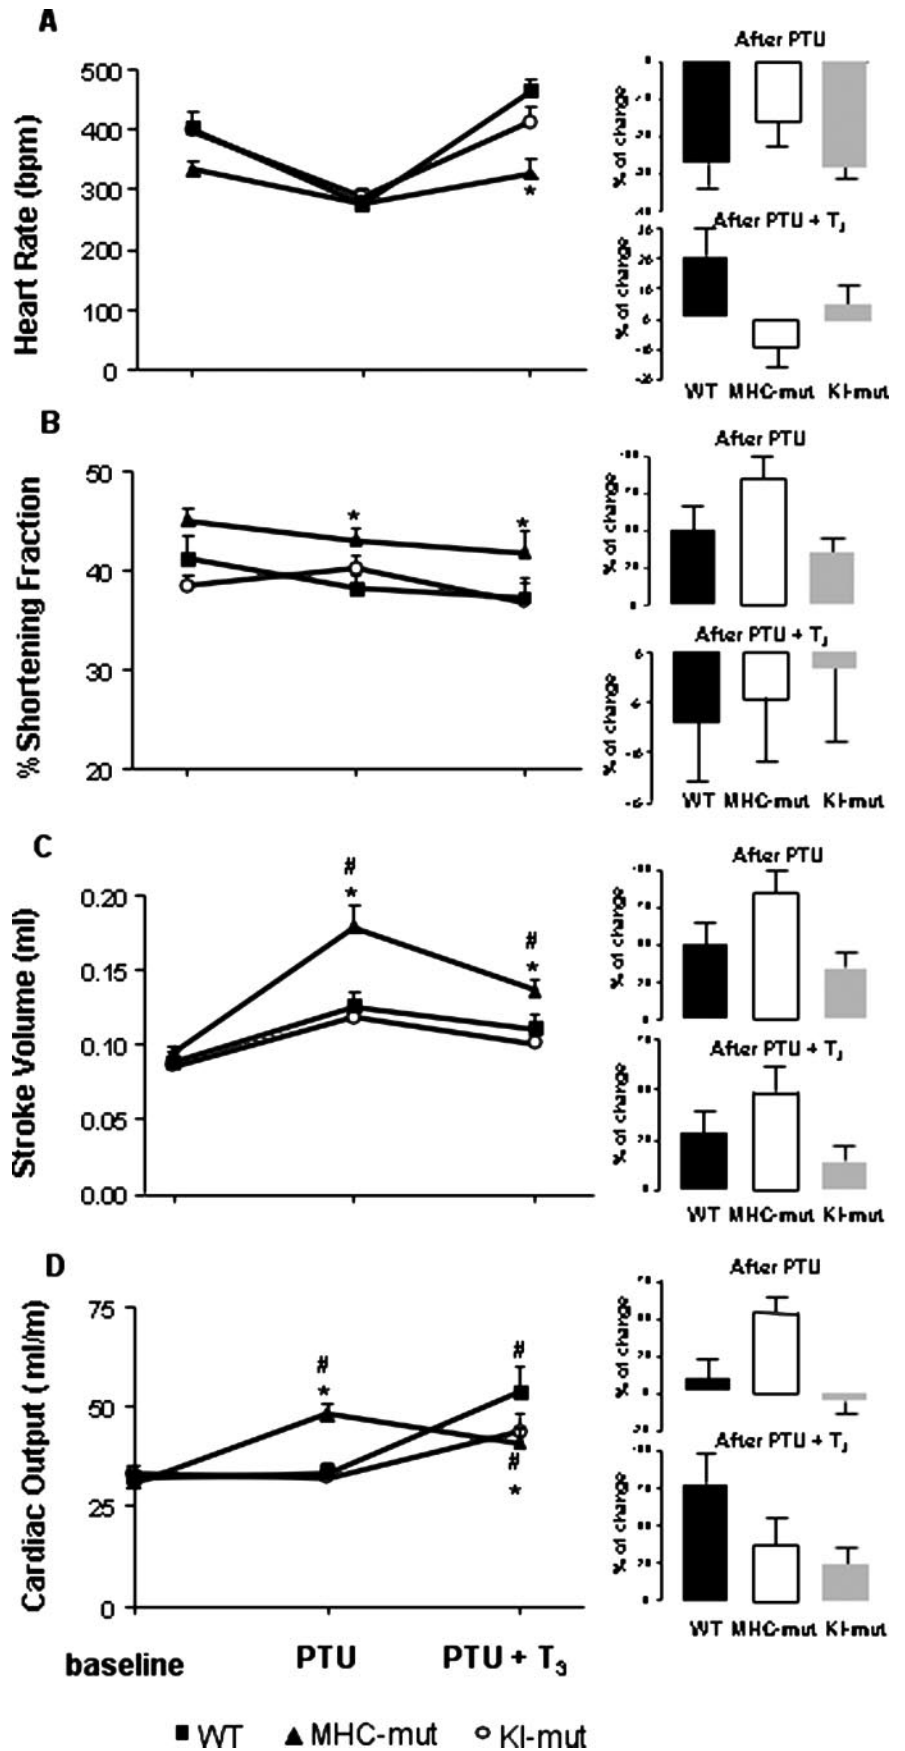 A
Heart Rate (bpm)
500
400
300
200
100
0
*
After PTU
% of change
After PTU + T3
% of change
WT MHC-mut KI-mut
B
% Shortening Fraction
50
40
30
20
*
*
After PTU
% of change
After PTU + T3
% of change
WT MHC-mut KI-mut
C
Stroke Volume (ml)
0.20
0.15
0.10
0.05
0.00
#
*
#
*
After PTU
% of change
After PTU + T3
% of change
WT MHC-mut KI-mut
D
Cardiac Output (ml/m)
75
50
25
0
#
*
#
#
*
After PTU
% of change
After PTU + T3
% of change
WT MHC-mut KI-mut
baseline PTU PTU + T3
WT MHC-mut KI-mut